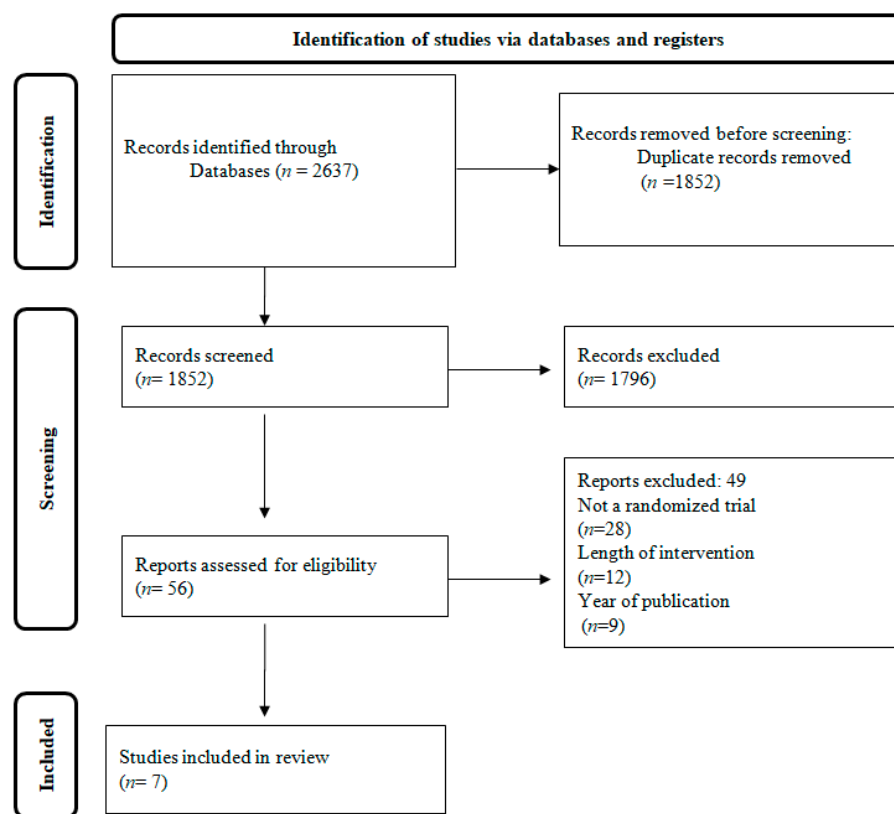 Identification of studies via databases and registers
Identification
Records identified through
Databases (n = 2637)
Records removed before screening:
Duplicate records removed
(n =1852)
Screening
Records screened
(n= 1852)
Records excluded
(n= 1796)
Reports assessed for eligibility
(n= 56)
Reports excluded: 49
Not a randomized trial
(n=28)
Length of intervention
(n=12)
Year of publication
(n=9)
Included
Studies included in review
(n= 7)